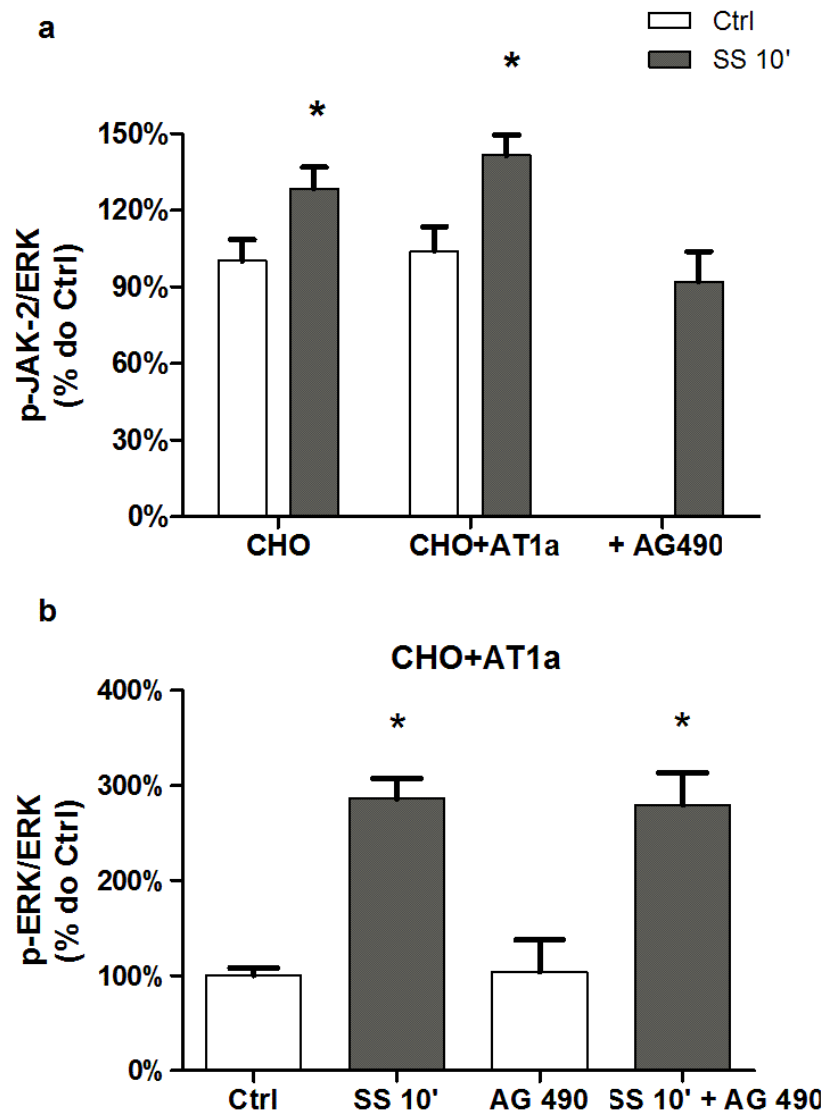 a
Ctrl
SS 10'
* *
150%
120%
90%
60%
30%
0%
p-JAK-2/ERK
(% do Ctrl)
CHO CHO+AT1a + AG490
b
CHO+AT1a
400%
300%
200%
100%
0%
* *
p-ERK/ERK
(% do Ctrl)
Ctrl SS 10' AG 490 SS 10' + AG 490